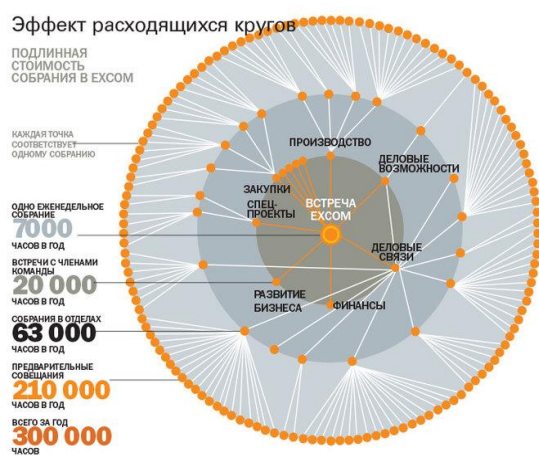 Эффект расходящихся кругов
ПОДЛИННАЯ
СТОИМОСТЬ
СОБРАНИЯ В EXCOM
КАЖДАЯ ТОЧКА
СООТВЕТСТВУЕТ
ОДНОМУ СОБРАНИЮ
ОДНО ЕЖЕНЕДЕЛЬНОЕ
СОБРАНИЕ
7000
ЧАСОВ В ГОД
ВСТРЕЧИ С ЧЛЕНАМИ
КОМАНДЫ
20 000
ЧАСОВ В ГОД
СОБРАНИЯ В ОТДЕЛАХ
63 000
ЧАСОВ В ГОД
ПРЕДВАРИТЕЛЬНЫЕ
СОВЕЩАНИЯ
210 000
ЧАСОВ В ГОД
ВСЕГО ЗА ГОД
300 000
ЧАСОВ
ПРОИЗВОДСТВО
ДЕЛОВЫЕ
ВОЗМОЖНОСТИ
ЗАКУПКИ
СПЕЦ-
ПРОЕКТЫ
ВСТРЕЧА
EXCOM
ДЕЛОВЫЕ
СВЯЗИ
РАЗВИТИЕ
БИЗНЕСА
ФИНАНСЫ